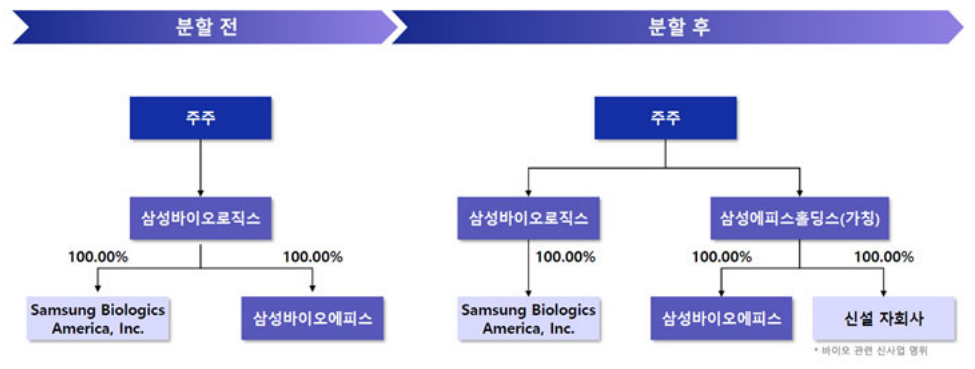 분할 전
분할 후
주주
주주
삼성바이오로직스
삼성바이오로직스
삼성에피스홀딩스(가칭)
100.00%
100.00%
100.00%
100.00%
100.00%
Samsung Biologics
America, Inc.
삼성바이오에피스
Samsung Biologics
America, Inc.
삼성바이오에피스
신설 자회사
* 바이오 관련 신사업 영위